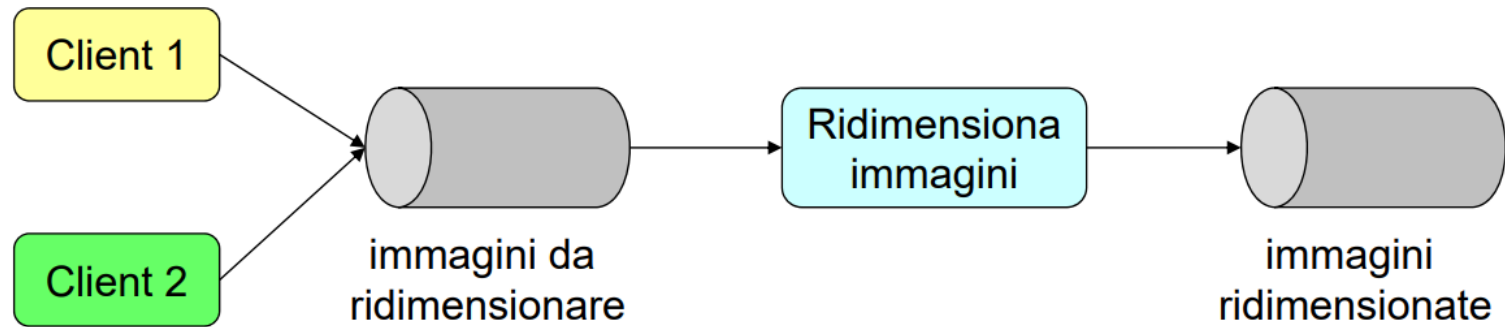 Client 1
Client 2
immagini da
ridimensionare
Ridimensiona
immagini
immagini
ridimensionate